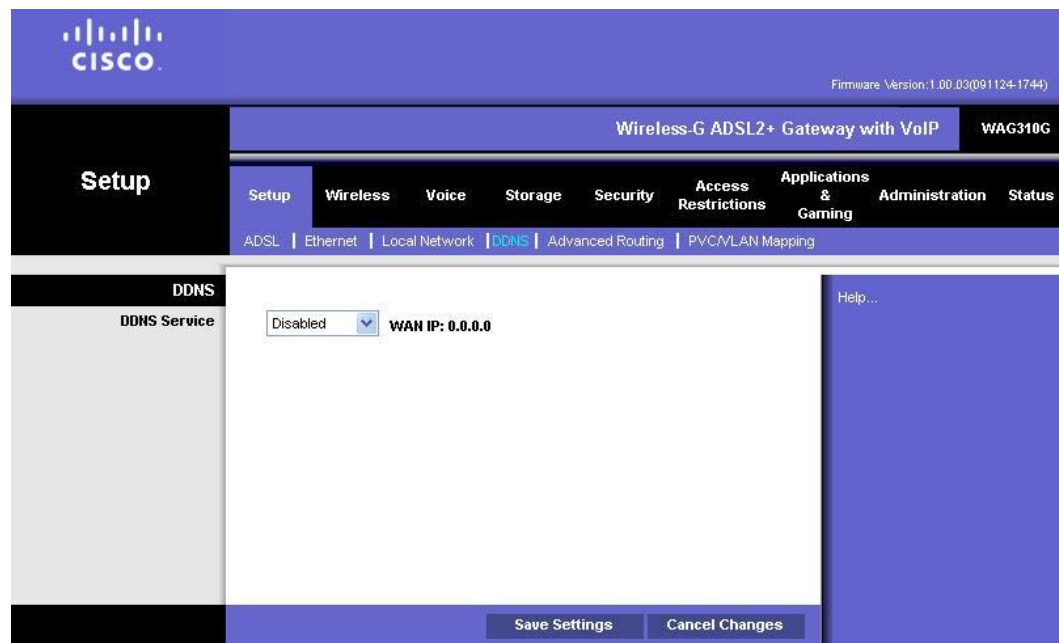 CISCO.
Firmware Version:1.00.03(091124-1744)
Wireless-G ADSL2+ Gateway with VoIP WAG310G
Setup
Setup Wireless Voice Storage Security Access Restrictions Applications & Gaming Administration Status
ADSL | Ethernet | Local Network | DDNS | Advanced Routing | PVC/VLAN Mapping
DDNS
Help...
DDNS Service Disabled WAN IP: 0.0.0.0
Save Settings Cancel Changes